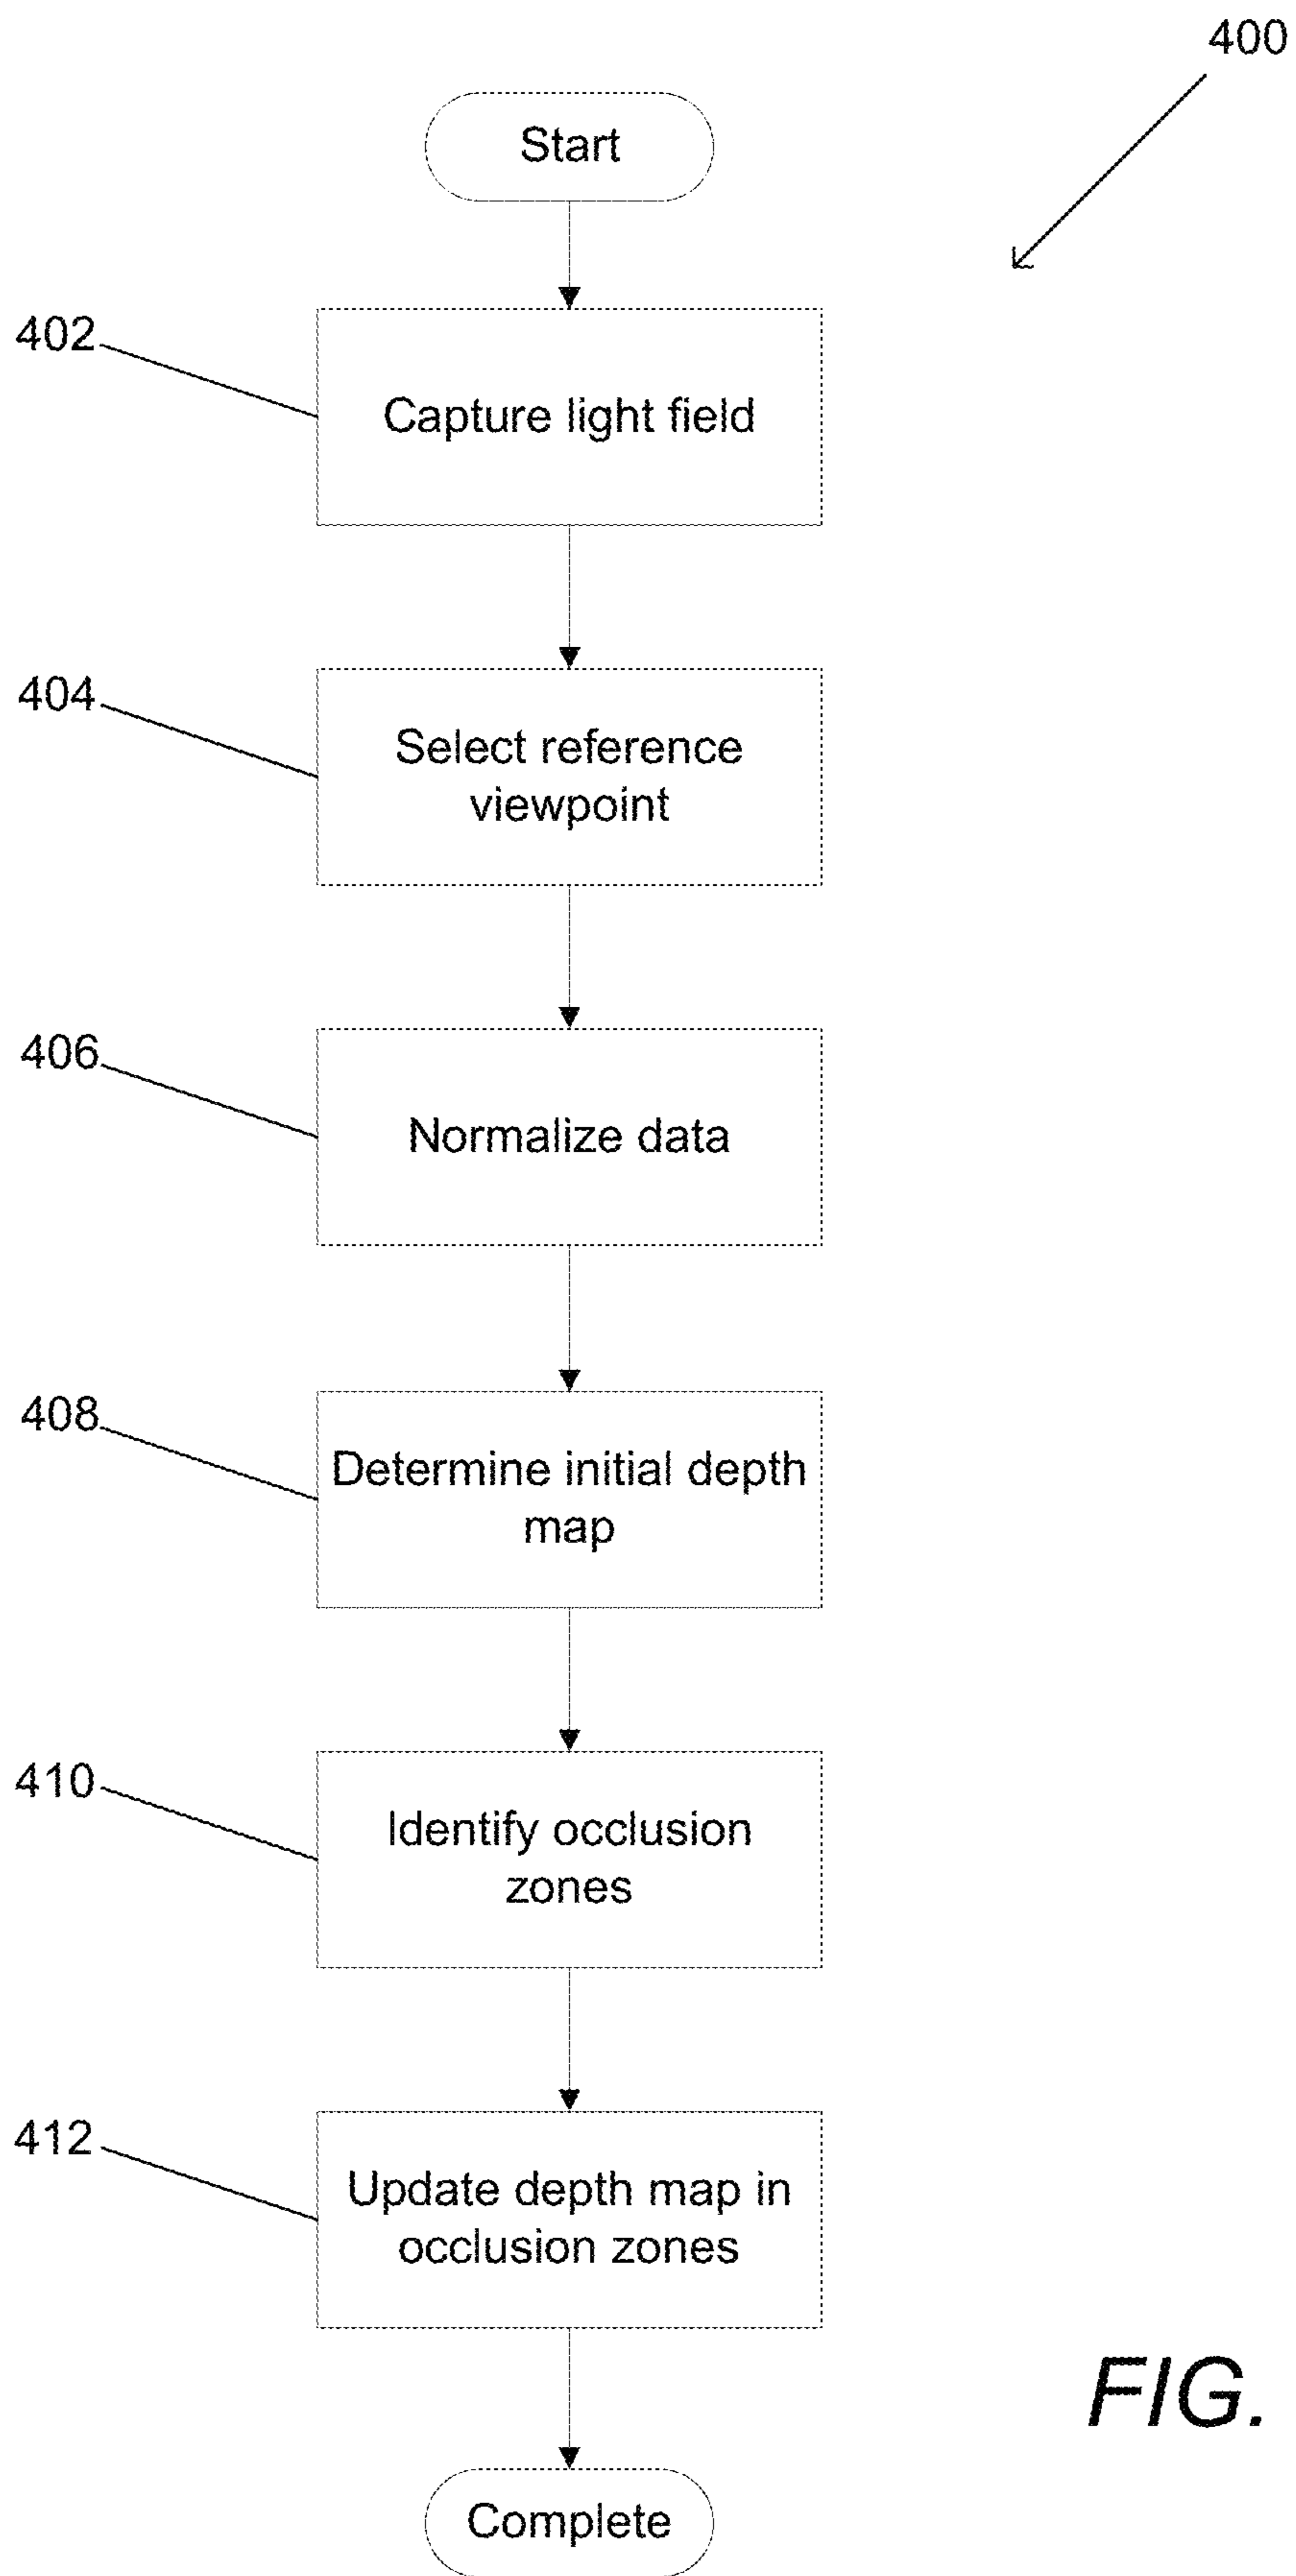 400
Start
402
Capture light field
404
Select reference
viewpoint
406
Normalize data
408
Determine initial depth
map
410
Identify occlusion
zones
412
Update depth map in
occlusion zones
FIG.
Complete